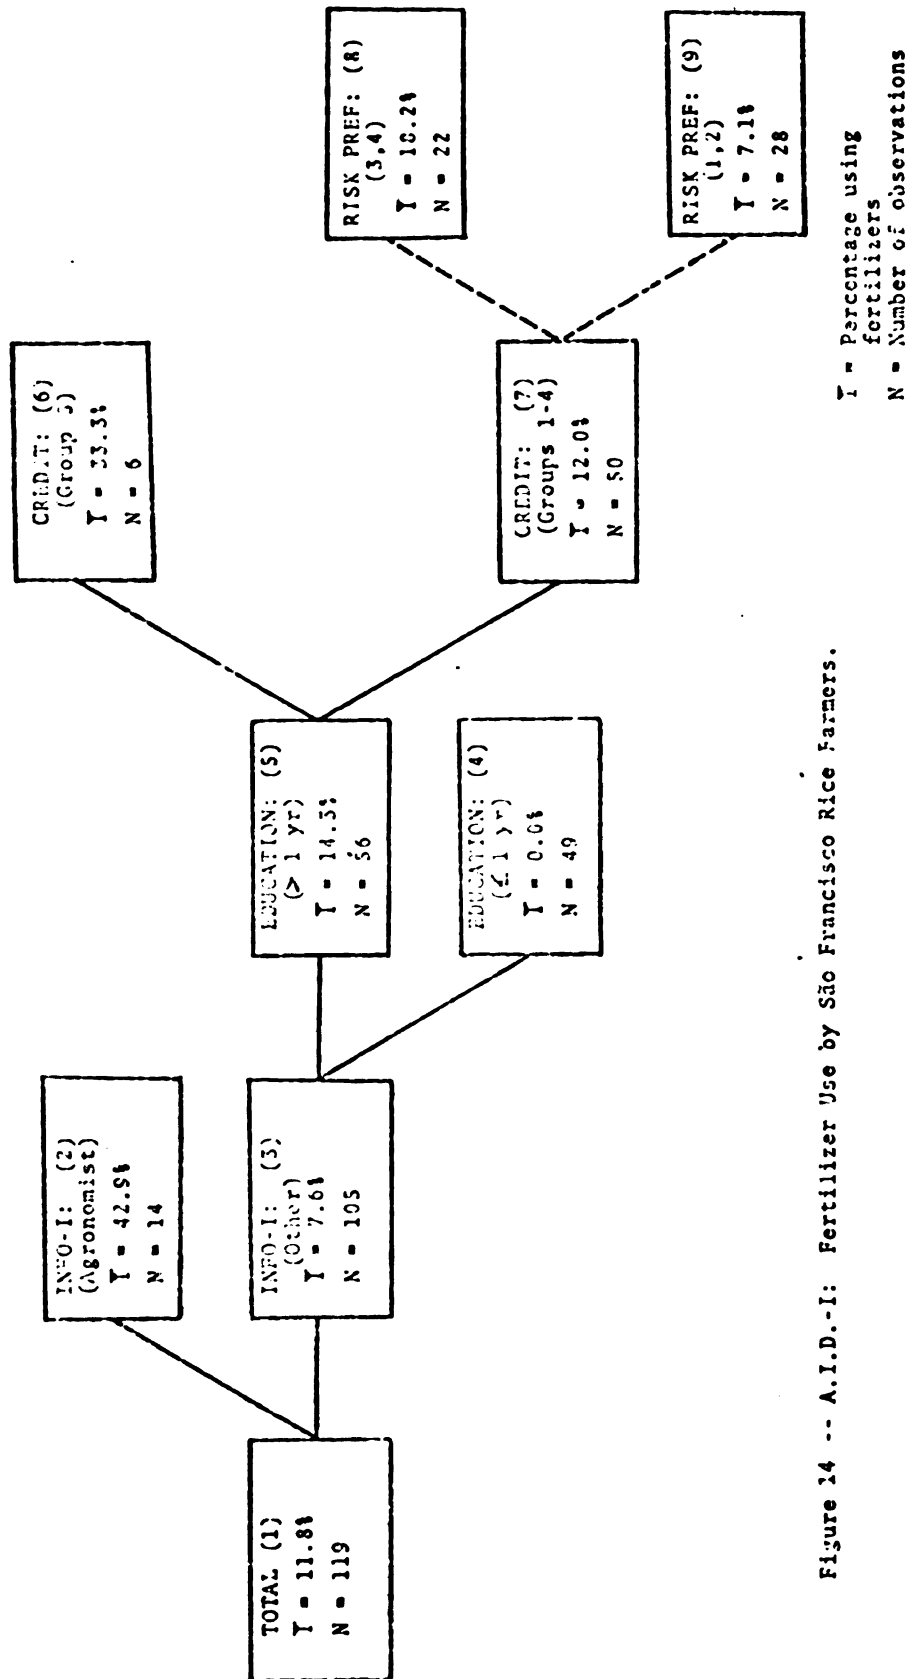 TOTAL (1)
Y = 11.8%
N = 119
INFO-I: (2)
(Agronomist)
Y = 42.9%
N = 14
INFO-I: (3)
(Other)
Y = 7.6%
N = 105
EDUCATION: (5)
(> 1 yr)
Y = 14.3%
N = 56
EDUCATION: (4)
(≤ 1 yr)
Y = 0.0%
N = 49
CREDIT: (6)
(Group 5)
Y = 33.3%
N = 6
CREDIT: (7)
(Groups 1-4)
Y = 12.0%
N = 50
RISK PREF: (8)
(3,4)
Y = 18.2%
N = 22
RISK PREF: (9)
(1,2)
Y = 7.1%
N = 28
Y = Percentage using
fertilizers
N = Number of observations
Figure 14 -- A.I.D.-I: Fertilizer Use by São Francisco Rice Farmers.